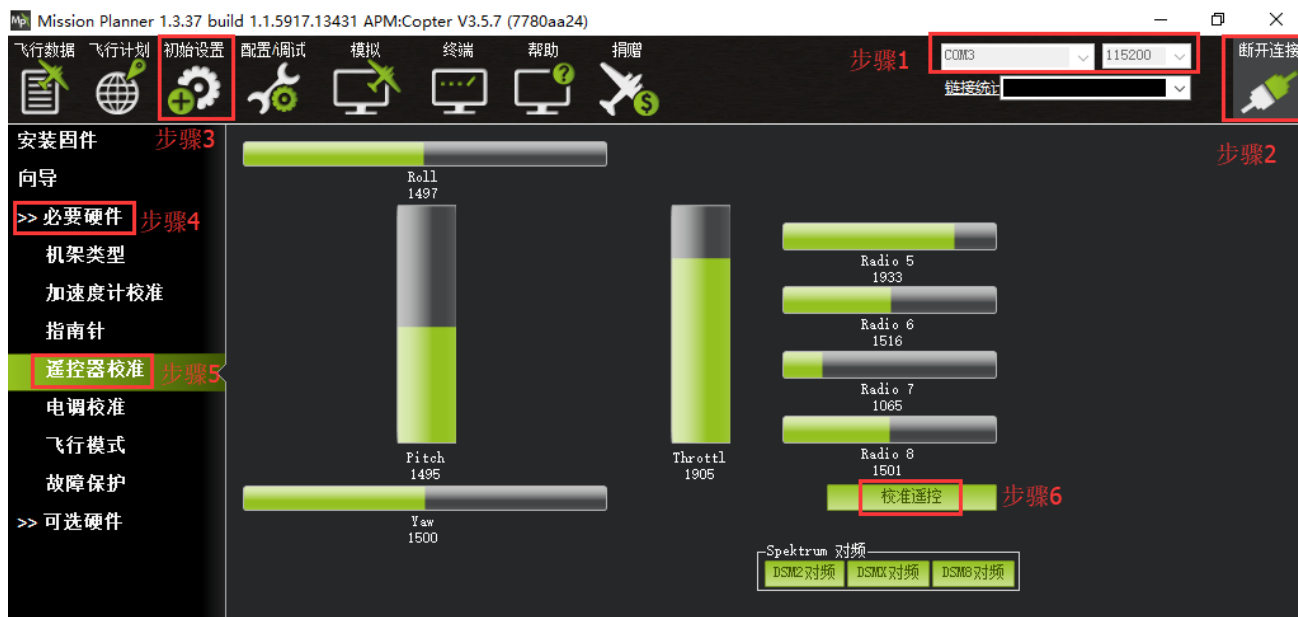 Mission Planner 1.3.37 build 1.1.5917.13431 APM:Copter V3.5.7 (7780aa24)
飞行数据 飞行计划 初始设置 配置/调试 模拟 终端 帮助 捐赠 步骤1 COM3 115200 断开连接
链接统计
安装固件 步骤3 步骤2
向导
Roll
1497
>> 必要硬件 步骤4
机架类型
加速度计校准
指南针
遥控器校准 步骤5
电调校准
飞行模式
故障保护
>> 可选硬件
Pitch
1495
Yaw
1500
Throttl
1905
Radio 5
1933
Radio 6
1516
Radio 7
1065
Radio 8
1501
校准遥控 步骤6
Spektrum 对频
DSM2对频 DSMX对频 DSM8对频